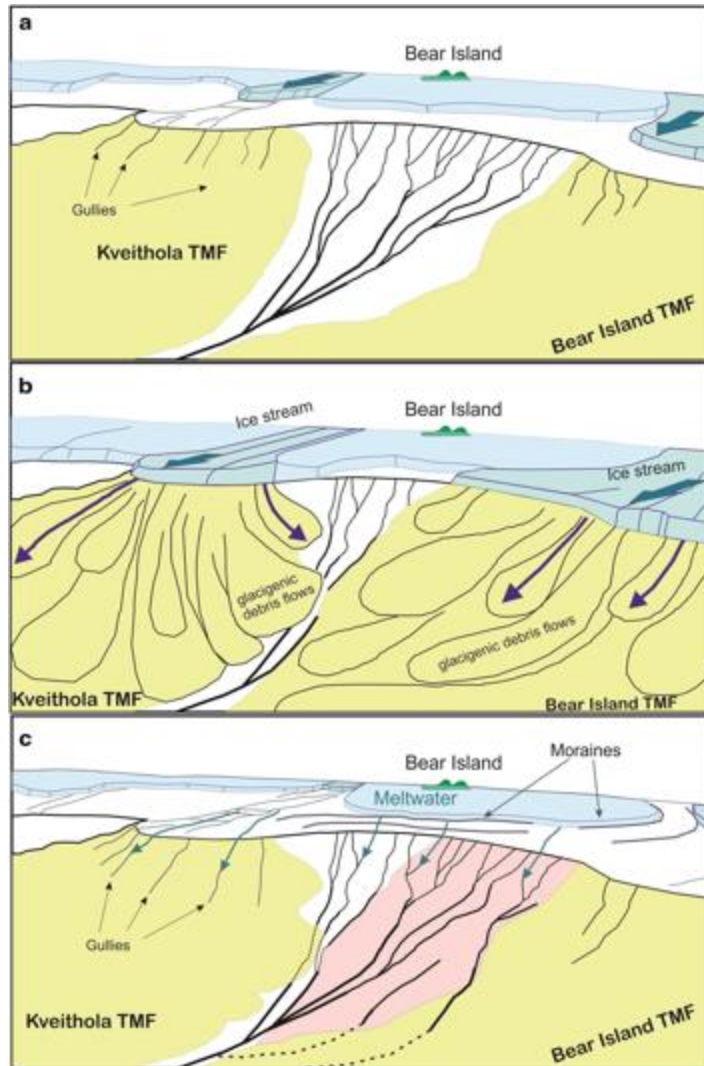 a
Bear Island
Gullies
Kveithola TMF
Bear Island TMF
b
Ice stream
Bear Island
Ice stream
glacigenic
debris flows
glacigenic debris flows
Kveithola TMF
Bear Island TMF
c
Bear Island
Moraines
Meltwater
Gullies
Kveithola TMF
Bear Island TMF